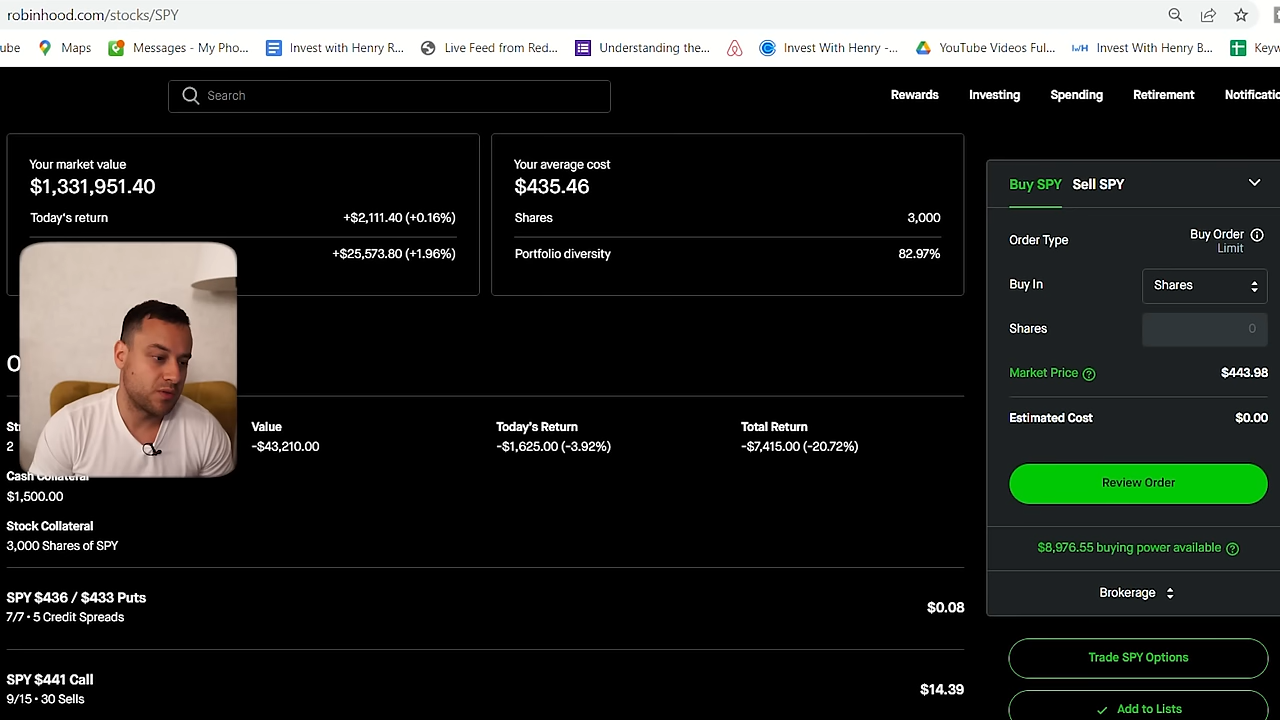 robinhood.com/stocks/SPY
ube Maps Messages - My Pho... Invest with Henry R... Live Feed from Red... Understanding the... Invest With Henry -... YouTube Videos Ful... IWH Invest With Henry B... Keyw
Search
Rewards Investing Spending Retirement Notificatio
Your market value
$1,331,951.40
Today's return +$2,111.40 (+0.16%)
+$25,573.80 (+1.96%)
Your average cost
$435.46
Shares 3,000
Portfolio diversity 82.97%
Buy SPY Sell SPY
Order Type Buy Order
Limit
Buy In Shares
Shares 0
Market Price $443.98
Estimated Cost $0.00
Review Order
$8,976.55 buying power available
Brokerage
Trade SPY Options
Add to Lists
O
St
2
Value
-$43,210.00
Today's Return
-$1,625.00 (-3.92%)
Total Return
-$7,415.00 (-20.72%)
Cash Collateral
$1,500.00
Stock Collateral
3,000 Shares of SPY
SPY $436 / $433 Puts
7/7 • 5 Credit Spreads
$0.08
SPY $441 Call
9/15 • 30 Sells
$14.39